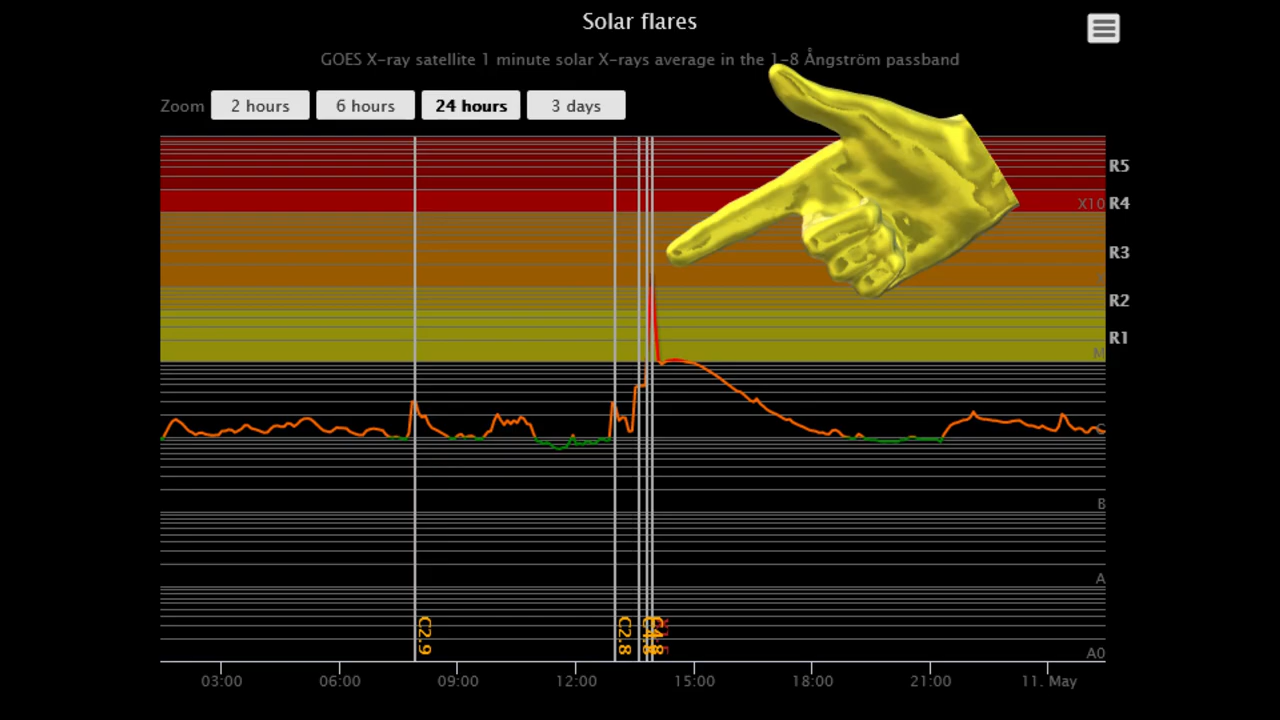 Solar flares
GOES X-ray satellite 1 minute solar X-rays average in the 1-8 Ångström passband
Zoom 2 hours 6 hours 24 hours 3 days
R5
X10 R4
R3
R2
R1
M
C
B
A
A0
C2.9
C2.8
03:00 06:00 09:00 12:00 15:00 18:00 21:00 11. May